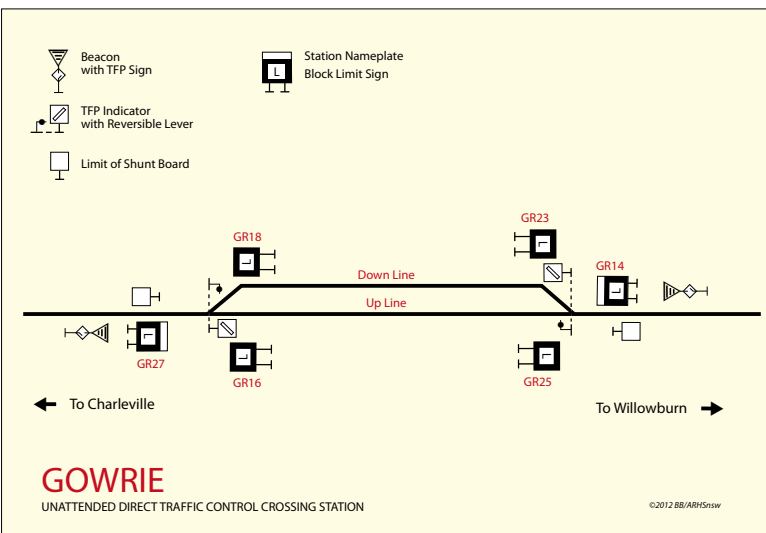 Beacon
with TFP Sign
L
Station Nameplate
Block Limit Sign
TFP Indicator
with Reversible Lever
Limit of Shunt Board
GR23
L
GR18
L
GR14
L
Down Line
Up Line
L
GR27
L
GR16
L
GR25
To Charleville
To Willowburn
GOWRIE
UNATTENDED DIRECT TRAFFIC CONTROL CROSSING STATION
©2012 BB/ARHSnsw